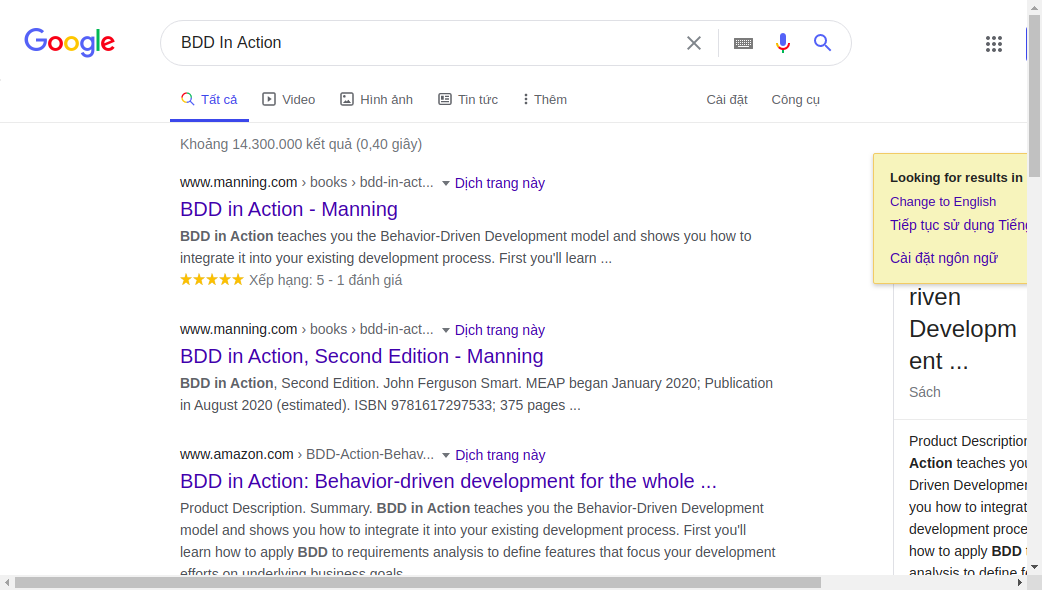 Google
BDD In Action
Tất cả
Video
Hình ảnh
Tin tức
Thêm
Cài đặt
Công cụ
Khoảng 14.300.000 kết quả (0,40 giây)
www.manning.com › books › bdd-in-act... Dịch trang này
BDD in Action - Manning
BDD in Action teaches you the Behavior-Driven Development model and shows you how to
integrate it into your existing development process. First you'll learn ...
Xếp hạng: 5 - 1 đánh giá
www.manning.com › books › bdd-in-act... Dịch trang này
BDD in Action, Second Edition - Manning
BDD in Action, Second Edition. John Ferguson Smart. MEAP began January 2020; Publication
in August 2020 (estimated). ISBN 9781617297533; 375 pages ...
www.amazon.com › BDD-Action-Behav... Dịch trang này
BDD in Action: Behavior-driven development for the whole ...
Product Description. Summary. BDD in Action teaches you the Behavior-Driven Development
model and shows you how to integrate it into your existing development process. First you'll
learn how to apply BDD to requirements analysis to define features that focus your development
efforts on underlying business goals.
Looking for results in
Change to English
Tiếp tục sử dụng Tiếng
Cài đặt ngôn ngữ
riven
Developm
ent ...
Sách
Product Description
Action teaches you
Driven Developme
you how to integrat
development proce
how to apply BDD
analysis to define